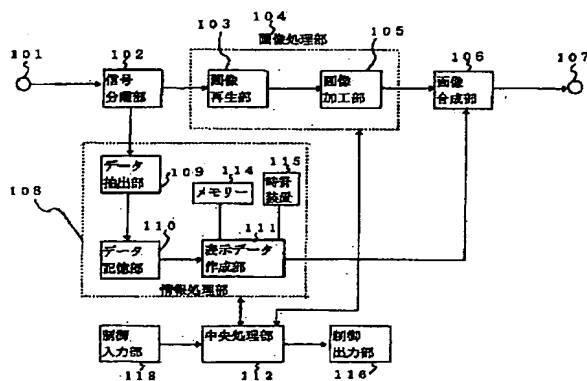 104
103
画像処理部
105
102
106
107
101
信号
分離部
画像
再生部
画像
加工部
画像
合成部
108
データ
抽出部
109
114
メモリー
115
時計
装置
110
111
データ
記憶部
表示データ
作成部
情報処理部
制御
入力部
中央処理部
制御
出力部
118
112
116